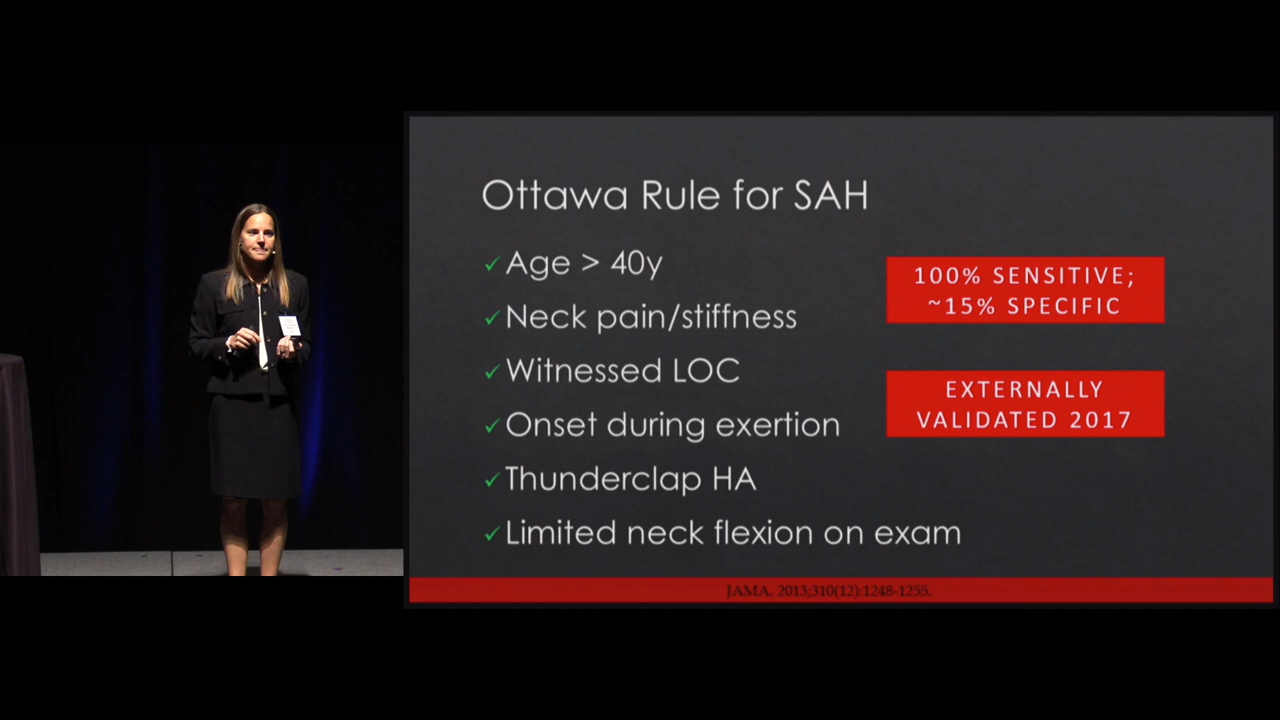 Ottawa Rule for SAH
Age > 40y
Neck pain/stiffness
Witnessed LOC
Onset during exertion
Thunderclap HA
Limited neck flexion on exam
100% SENSITIVE;
~15% SPECIFIC
EXTERNALLY
VALIDATED 2017
JAMA. 2013;310(12):1248-1255.